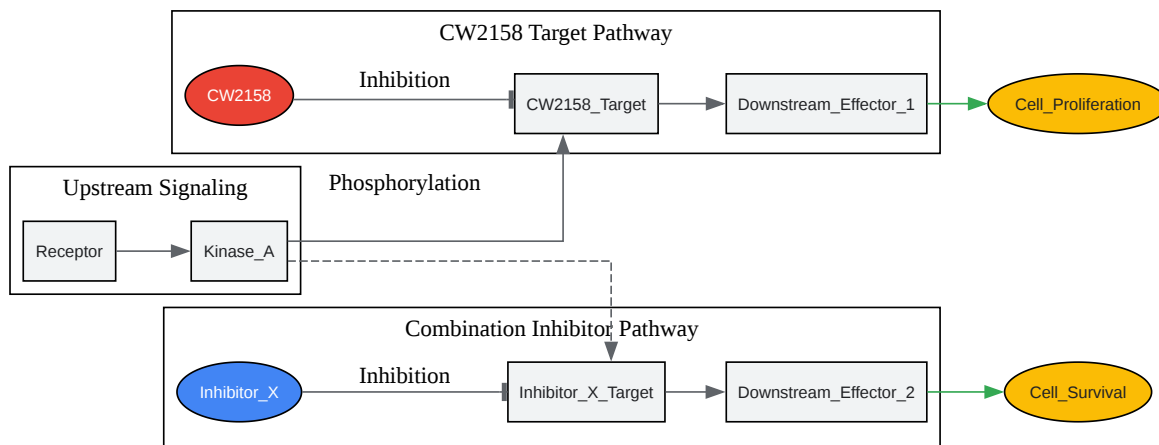 CW2158 Target Pathway
CW2158
Inhibition
CW2158_Target
Downstream_Effector_1
Cell_Proliferation
Upstream Signaling
Phosphorylation
Receptor
Kinase_A
Combination Inhibitor Pathway
Inhibitor_X
Inhibition
Inhibitor_X_Target
Downstream_Effector_2
Cell_Survival